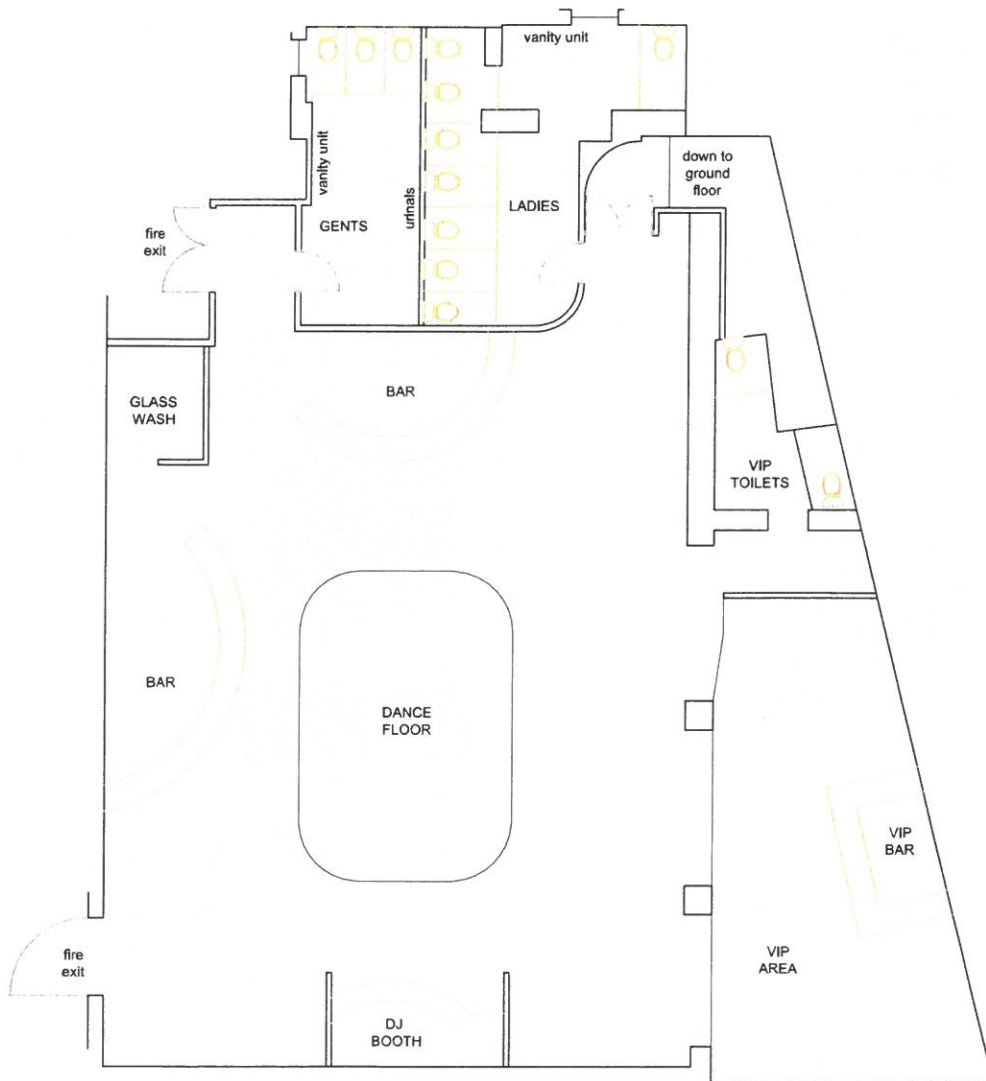 vanity unit
vanity unit
urinals
GENTS
LADIES
down to
ground
floor
fire
exit
BAR
GLASS
WASH
VIP
TOILETS
BAR
DANCE
FLOOR
VIP
BAR
fire
exit
VIP
AREA
DJ
BOOTH